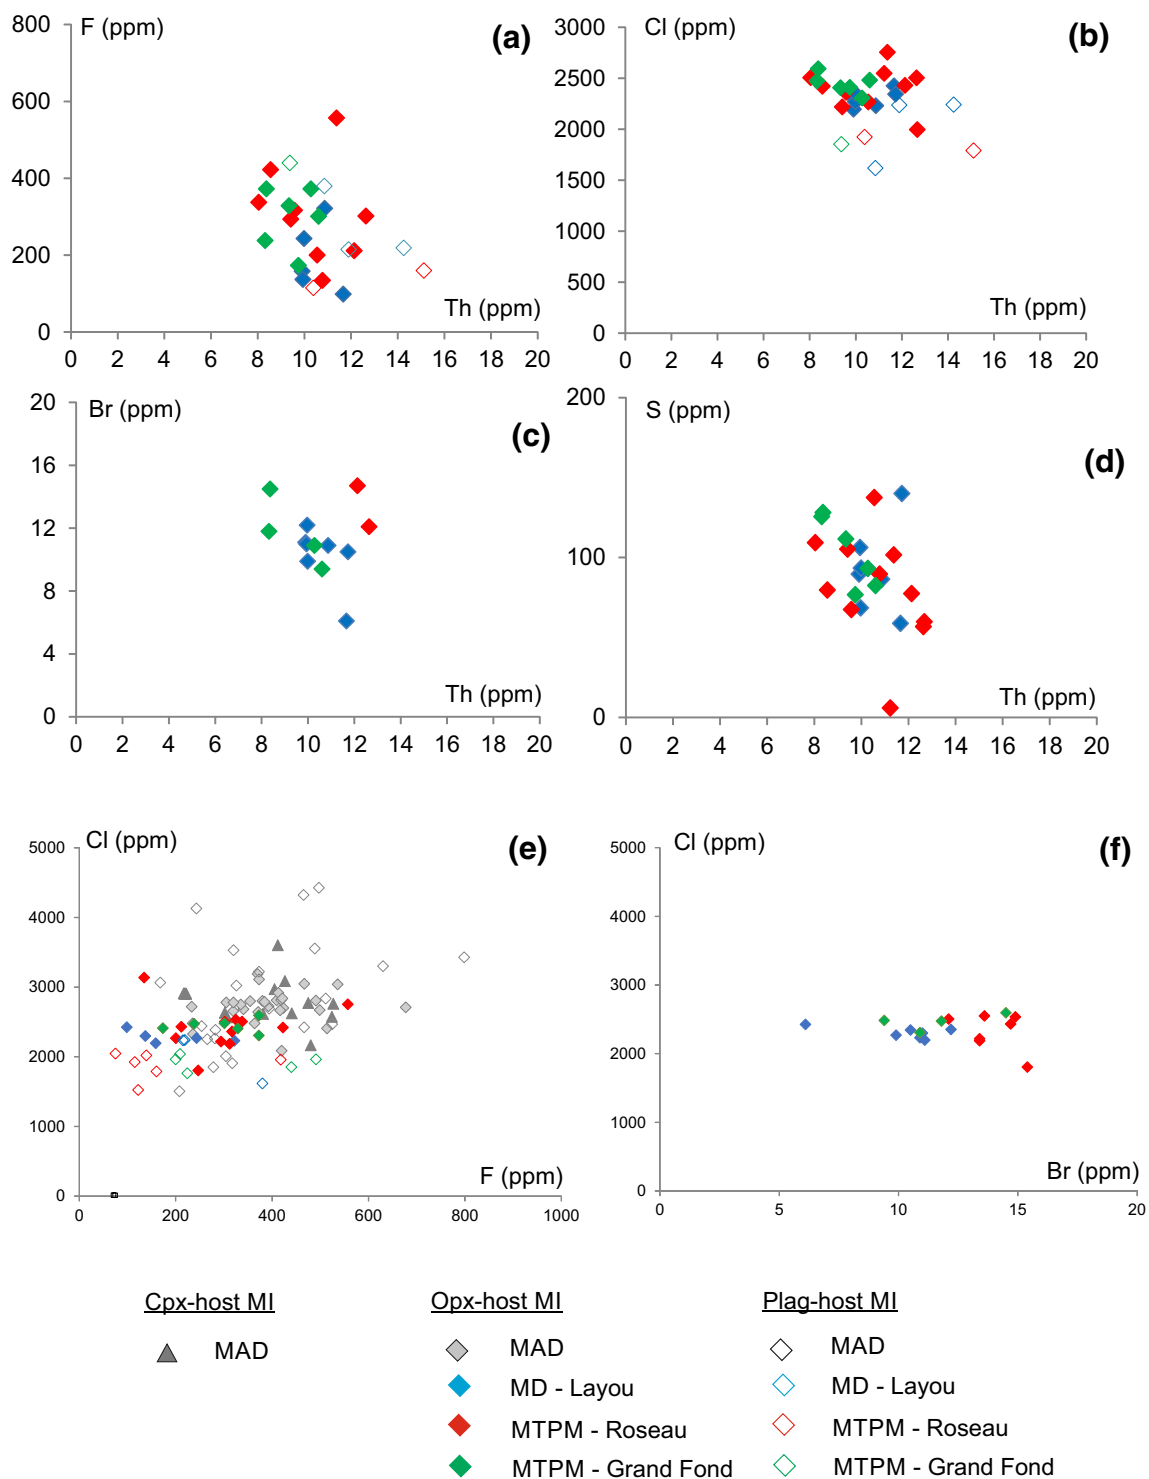 F (ppm)
(a)
800
600
400
200
0
Th (ppm)
0 2 4 6 8 10 12 14 16 18 20
Cl (ppm)
(b)
3000
2500
2000
1500
1000
500
0
Th (ppm)
0 2 4 6 8 10 12 14 16 18 20
Br (ppm)
(c)
20
16
12
8
4
0
Th (ppm)
0 2 4 6 8 10 12 14 16 18 20
S (ppm)
(d)
200
100
0
Th (ppm)
0 2 4 6 8 10 12 14 16 18 20
Cl (ppm)
(e)
5000
4000
3000
2000
1000
0
F (ppm)
0 200 400 600 800 1000
Cl (ppm)
(f)
5000
4000
3000
2000
1000
0
Br (ppm)
0 5 10 15 20
Cpx-host MI
MAD
Opx-host MI
MAD
MD - Layou
MTPM - Roseau
MTPM - Grand Fond
Plag-host MI
MAD
MD - Layou
MTPM - Roseau
MTPM - Grand Fond